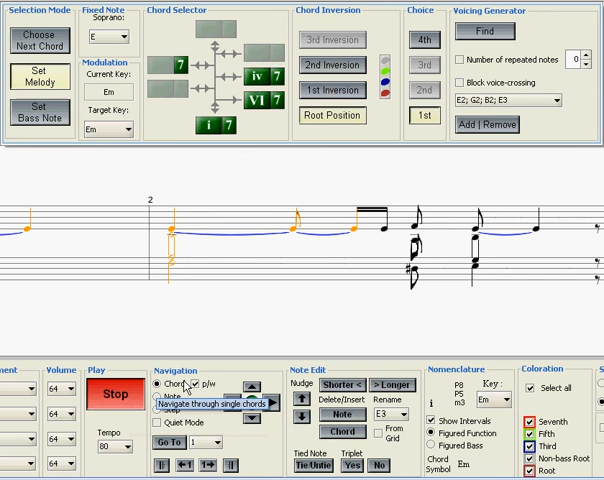 Selection Mode
Choose
Next Chord
Set
Melody
Set
Bass Note
Fixed Note
Soprano:
E
Modulation
Current Key:
Em
Target Key:
Em
Chord Selector
7
iv 7
VI 7
i 7
Chord Inversion
3rd Inversion
2nd Inversion
1st Inversion
Root Position
Choice
4th
3rd
2nd
1st
Voicing Generator
Find
Number of repeated notes
0
Block voice-crossing
E2; G2; B2; E3
Add | Remove
2
ment
Volume
64
64
64
64
Play
Stop
Tempo
80
Navigation
Chord
p/w
Note
Navigate through single chords
Step
Quiet Mode
Go To
1
1
1
Note Edit
Nudge
Shorter <
> Longer
Delete/Insert
Rename
Note
E3
Chord
From
Grid
Tied Note
Triplet
Tie/Untie
Yes
No
Nomenclature
i
P8
P5
m3
Key :
Em
Show Intervals
Figured Function
Figured Bass
Chord
Symbol
Em
Coloration
Select all
Seventh
Fifth
Third
Non-bass Root
Root
S